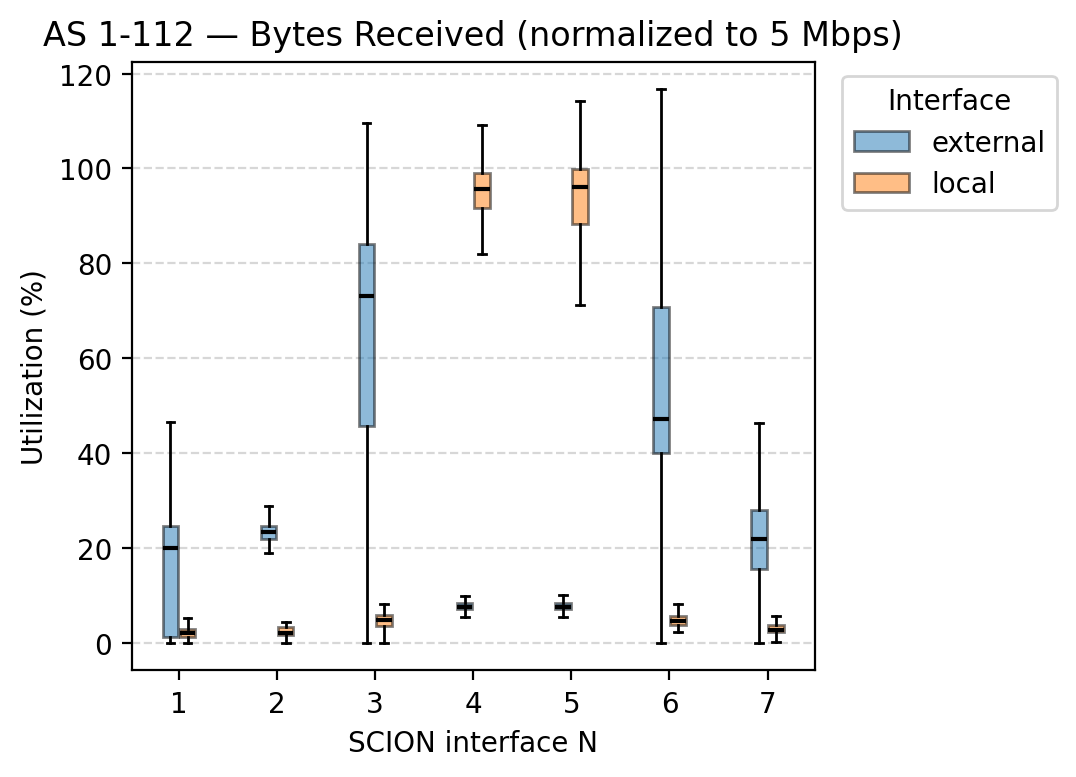 AS 1-112 — Bytes Received (normalized to 5 Mbps)
120
100
80
60
40
20
0
Utilization (%)
1 2 3 4 5 6 7
SCION interface N
Interface
external
local